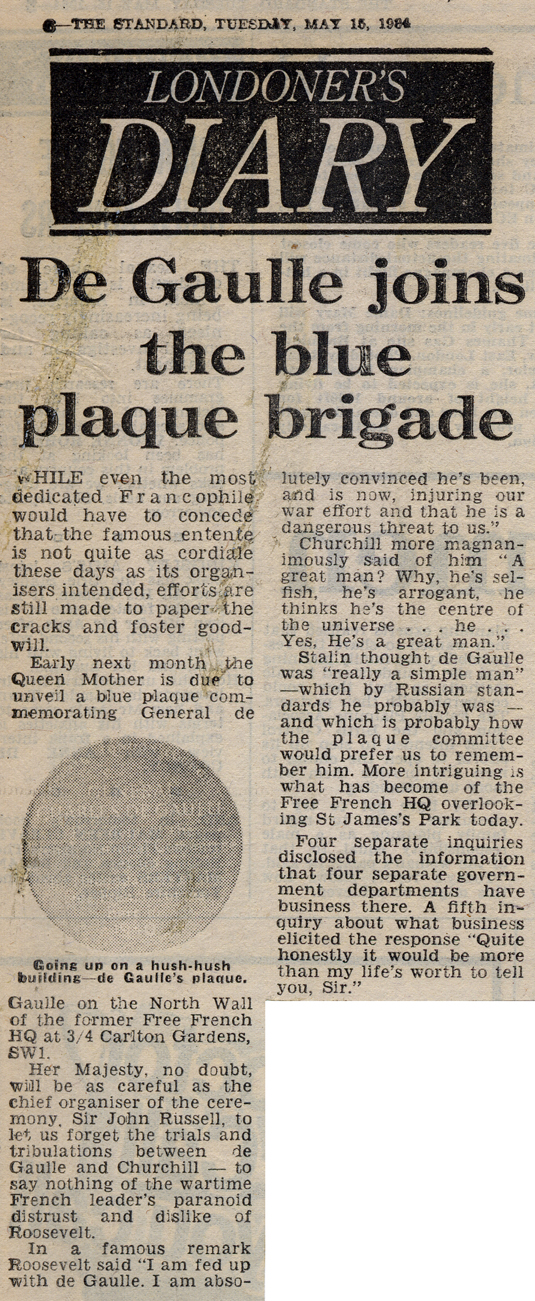 6—THE STANDARD, TUESDAY, MAY 15, 1984
LONDONER'S
DIARY
De Gaulle joins
the blue
plaque brigade
WHILE even the most
dedicated Francophile
would have to concede
that the famous entente
is not quite as cordiale
these days as its organ-
isers intended, efforts are
still made to paper the
cracks and foster good-
will.
Early next month the
Queen Mother is due to
unveil a blue plaque com-
memorating General de
Going up on a hush-hush
building—de Gaulle's plaque.
Gaulle on the North Wall
of the former Free French
HQ at 3/4 Carlton Gardens,
SW1.
Her Majesty, no doubt,
will be as careful as the
chief organiser of the cere-
mony, Sir John Russell, to
let us forget the trials and
tribulations between de
Gaulle and Churchill — to
say nothing of the wartime
French leader's paranoid
distrust and dislike of
Roosevelt.
In a famous remark
Roosevelt said "I am fed up
with de Gaulle. I am abso-
lutely convinced he's been,
and is now, injuring our
war effort and that he is a
dangerous threat to us."
Churchill more magnan-
imously said of him "A
great man? Why, he's sel-
fish, he's arrogant, he
thinks he's the centre of
the universe . . . he . . .
Yes, He's a great man."
Stalin thought de Gaulle
was "really a simple man"
—which by Russian stan-
dards he probably was —
and which is probably how
the plaque committee
would prefer us to remem-
ber him. More intriguing is
what has become of the
Free French HQ overlook-
ing St James's Park today.
Four separate inquiries
disclosed the information
that four separate govern-
ment departments have
business there. A fifth in-
quiry about what business
elicited the response "Quite
honestly it would be more
than my life's worth to tell
you, Sir."